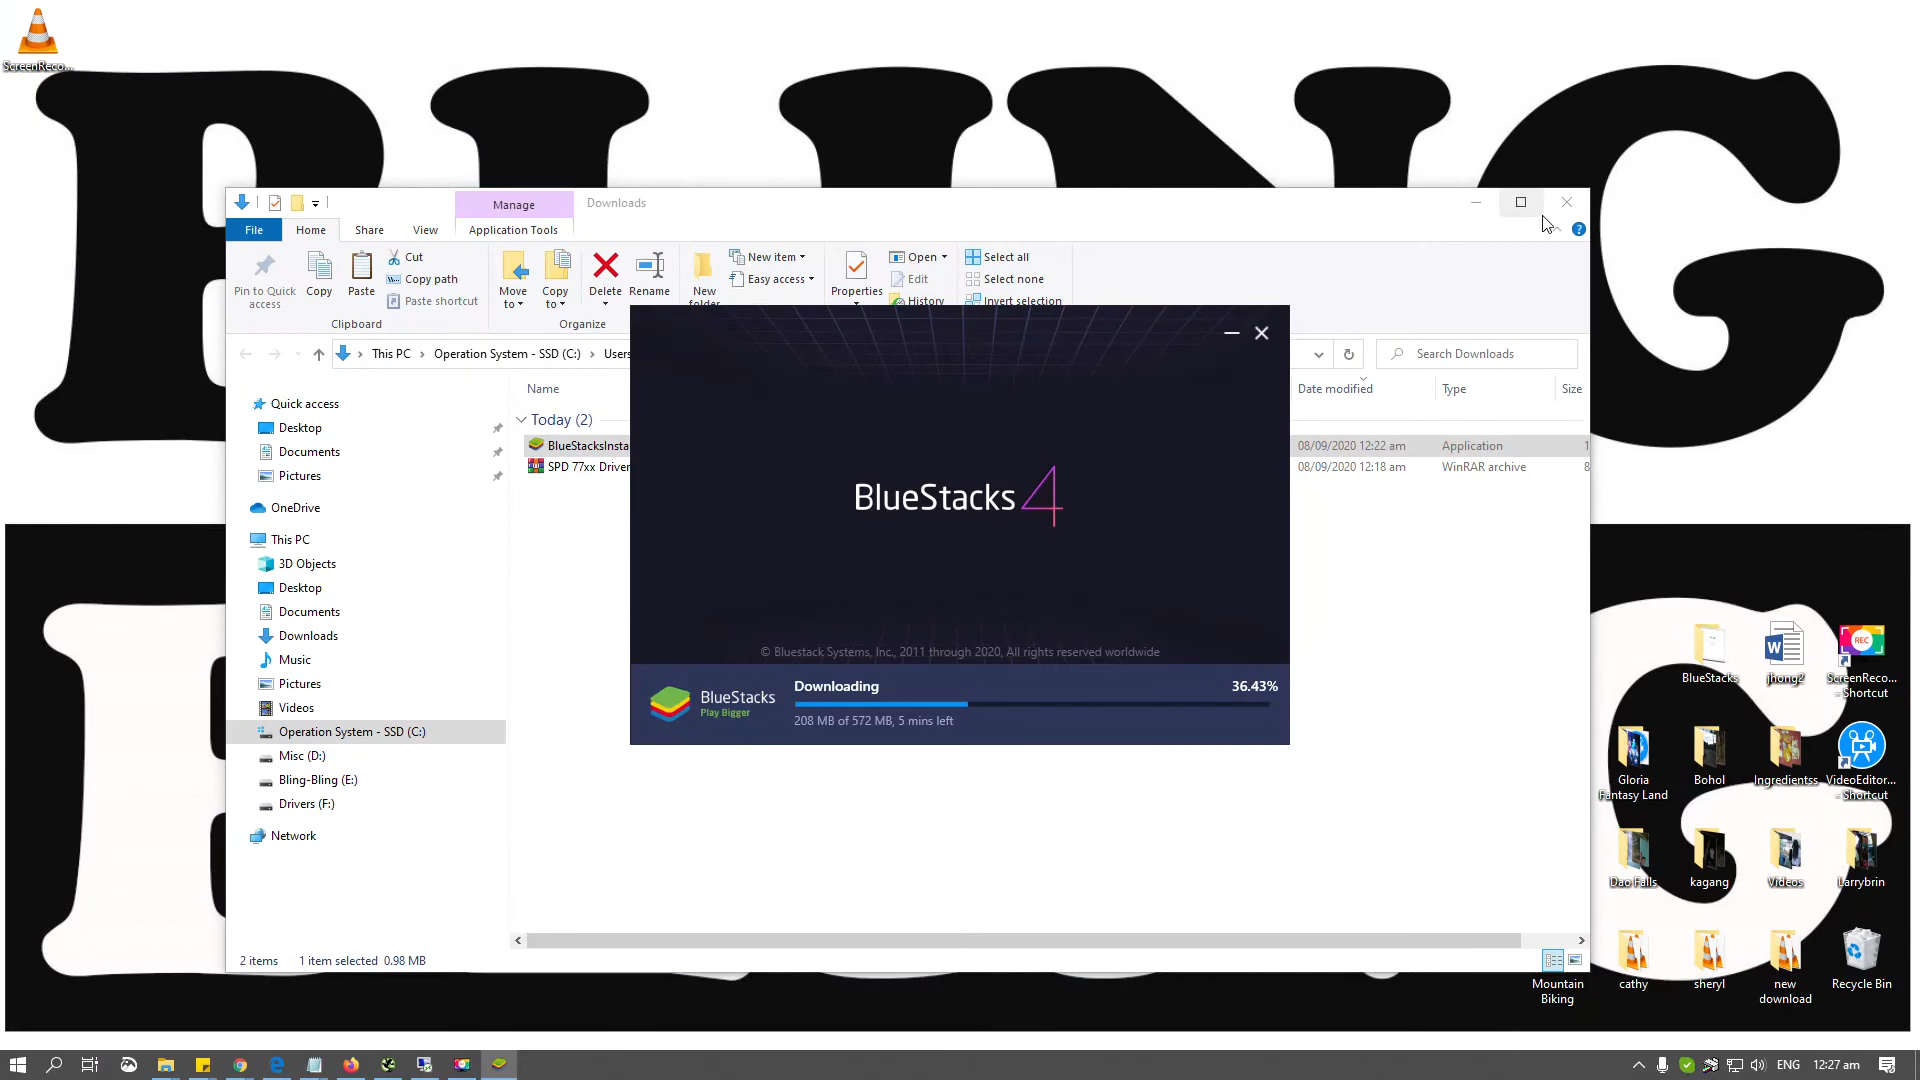 ScreenReco...
Manage
Downloads
File
Home
Share
View
Application Tools
Pin to Quick access
Copy
Paste
Cut
Copy path
Paste shortcut
Clipboard
Move to
Copy to
Delete
Rename
Organize
New folder
New item
Easy access
Properties
Open
Edit
History
Select all
Select none
Invert selection
This PC > Operation System - SSD (C:) > Users
Search Downloads
Name
Date modified
Type
Size
Today (2)
BlueStacksInsta
08/09/2020 12:22 am
Application
1
SPD 77xx Driver
08/09/2020 12:18 am
WinRAR archive
8
Quick access
Desktop
Documents
Pictures
OneDrive
This PC
3D Objects
Desktop
Documents
Downloads
Music
Pictures
Videos
Operation System - SSD (C:)
Misc (D:)
Bling-Bling (E:)
Drivers (F:)
Network
BlueStacks 4
© Bluestack Systems, Inc., 2011 through 2020, All rights reserved worldwide
BlueStacks
Play Bigger
Downloading
36.43%
208 MB of 572 MB, 5 mins left
2 items
1 item selected 0.98 MB
BlueStacks
jhong2
ScreenReco...
- Shortcut
Gloria
Fantasy Land
Bohol
Ingredientss
VideoEditor...
- Shortcut
Dao Falls
kagang
Videos
Larrybrin
Mountain
Biking
cathy
sheryl
new
download
Recycle Bin
REC
ENG
12:27 am